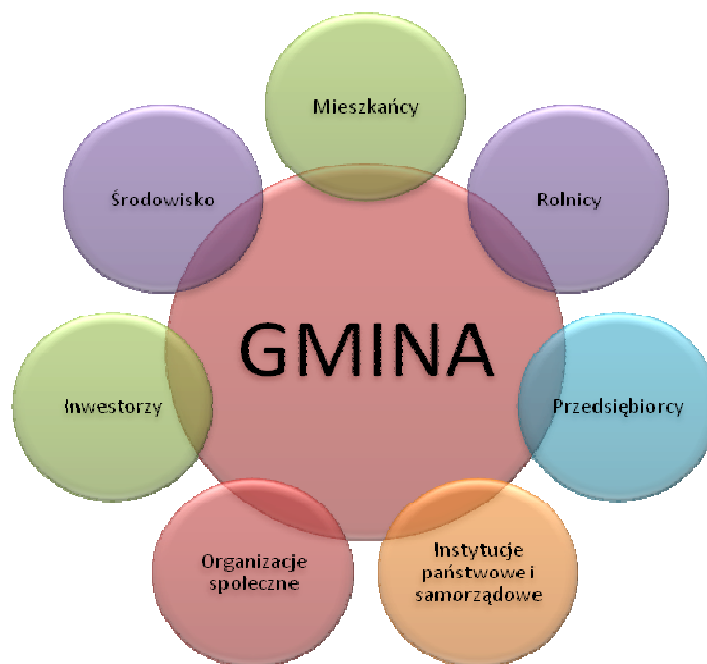 Mieszkańcy
Środowisko
Rolnicy
GMINA
Inwestorzy
Przedsiębiorcy
Organizacje
społeczne
Instytucje
państwowe i
samorządowe